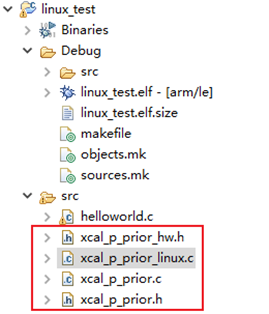 linux_test
Binaries
Debug
src
linux_test.elf - [arm/le]
linux_test.elf.size
makefile
objects.mk
sources.mk
src
helloworld.c
xcal_p_prior_hw.h
xcal_p_prior_linux.c
xcal_p_prior.c
xcal_p_prior.h